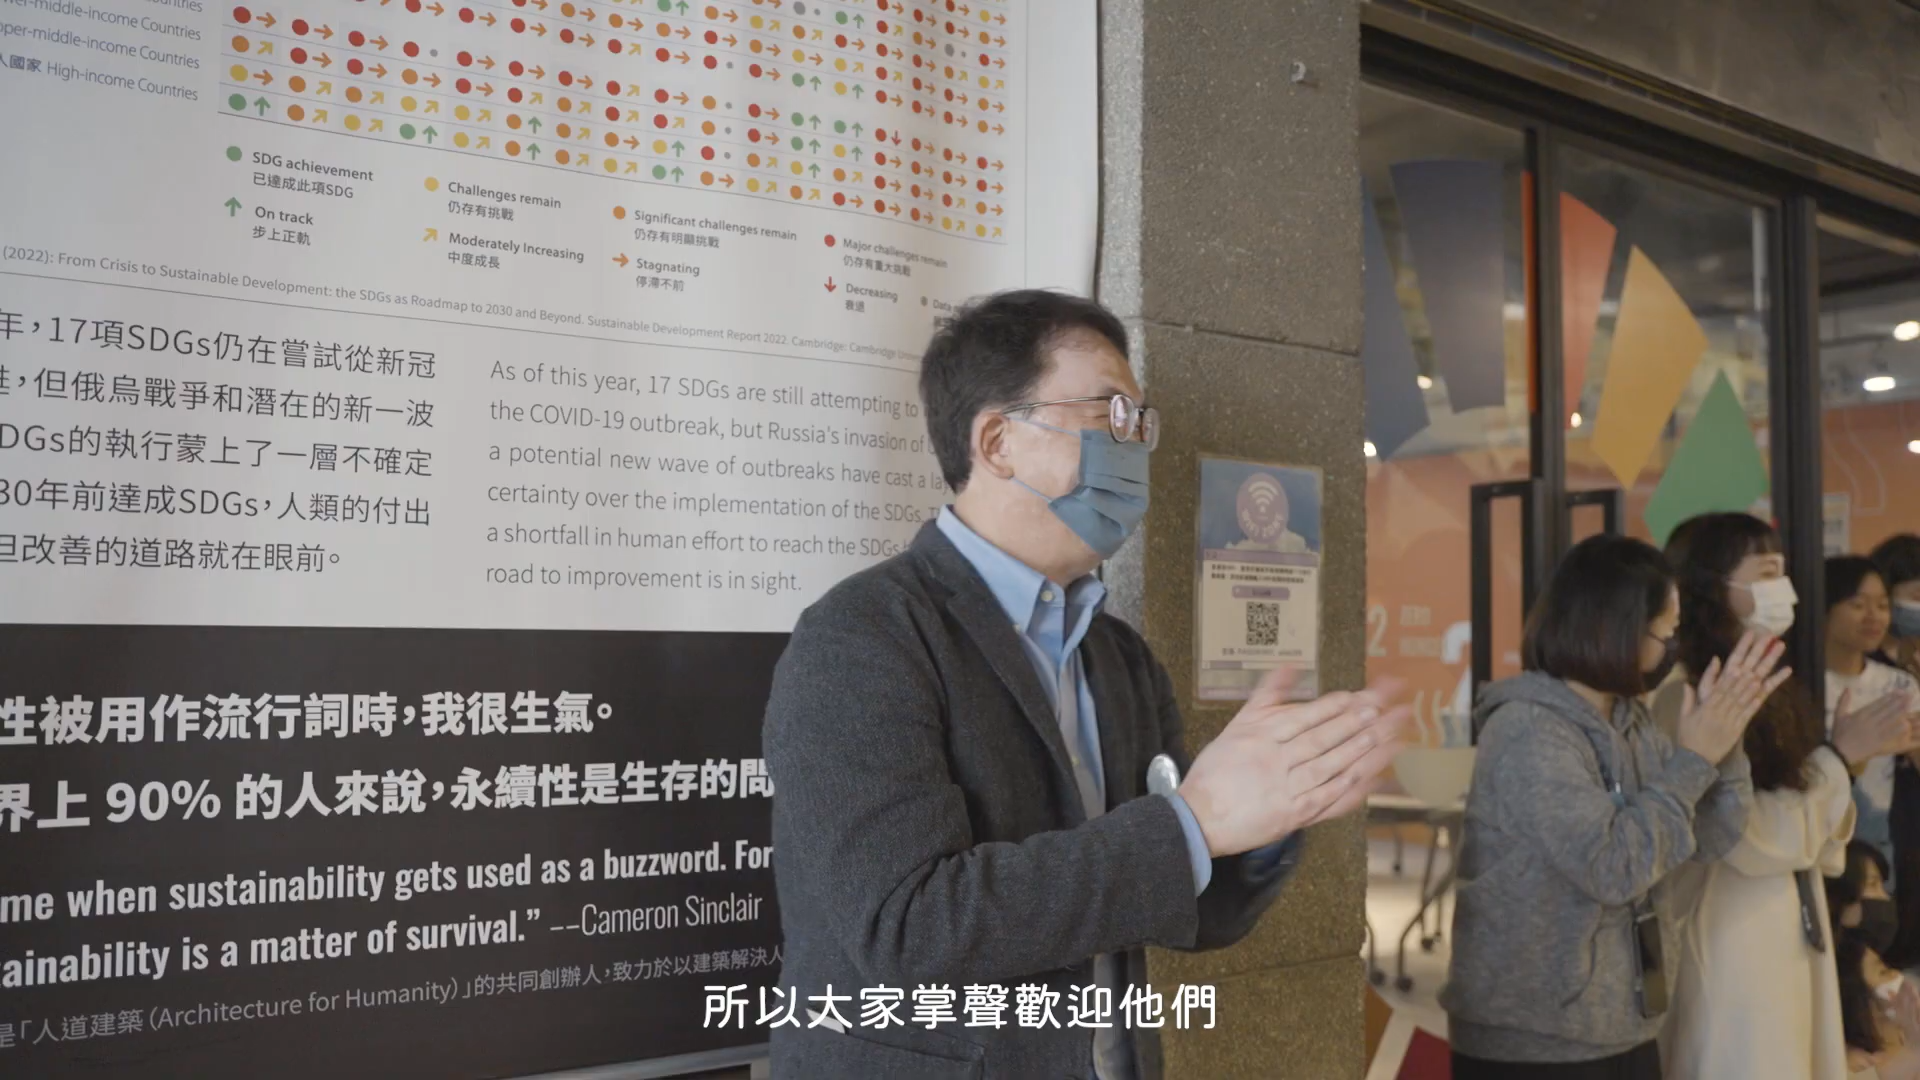 Countries
wer-middle-income Countries
pper-middle-income Countries
人國家 High-income Countries
SDG achievement
已達成此項SDG
On track
步上正軌
Challenges remain
仍存有挑戰
Moderately Increasing
中度成長
Significant challenges remain
仍存有明顯挑戰
Stagnating
停滯不前
Major challenges remain
仍存有重大挑戰
Decreasing
衰退
(2022): From Crisis to Sustainable Development: the SDGs as Roadmap to 2030 and Beyond. Sustainable Development Report 2022. Cambridge: Cambridge
年，17項SDGs仍在嘗試從新冠
，但俄烏戰爭和潛在的新一波
DGs的執行蒙上了一層不確定
30年前達成SDGs，人類的付出
但改善的道路就在眼前。
As of this year, 17 SDGs are still attempting to
the COVID-19 outbreak, but Russia's invasion of
a potential new wave of outbreaks have cast a
certainty over the implementation of the SDGs.
a shortfall in human effort to reach the SDGs
road to improvement is in sight.
性被用作流行詞時，我很生氣。
界上 90% 的人來說，永續性是生存的問
me when sustainability gets used as a buzzword. For
ainability is a matter of survival.” --Cameron Sinclair
是「人道建築（Architecture for Humanity）」的共同創辦人，致力於以建築解決人
2 ZERO
所以大家掌聲歡迎他們